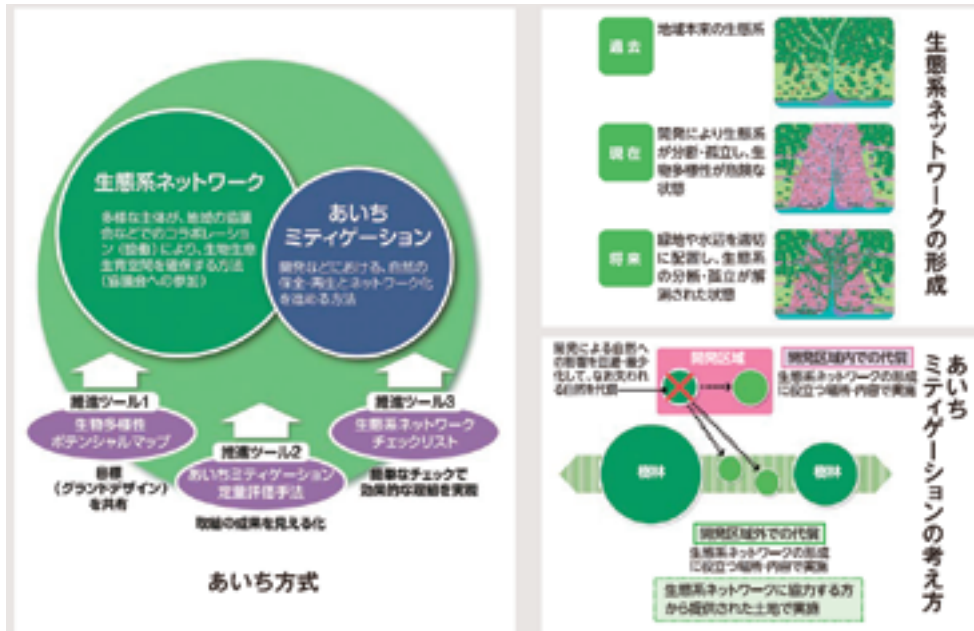 生態系ネットワーク
多様な主体が、地域の協議
会などでのコラボレーショ
ン(協働)により、生物生息
生育空間を確保する方法
(協議会への参加)
あいち
ミティゲーション
開発などにおける、自然の
保全・再生とネットワーク化
を進める方法
推進ツール1
生物多様性
ポテンシャルマップ
目標
(グランドデザイン)
を共有
推進ツール2
あいちミティゲーション
定量評価手法
取組の成果を見える化
推進ツール3
生態系ネットワーク
チェックリスト
簡単なチェックで
効果的な取組を実践
あいち方式
生態系ネットワークの形成
過去
地域本来の生態系
現在
開発により生態系
が分断・孤立し、生
物多様性が危険な
状態
将来
緑地や水辺を適切
に配置し、生態系
の分断・孤立が解
消された状態
あいち
ミティゲーションの考え方
開発による自然へ
の影響を回避・最少
化して、なお失われ
る自然を代償
開発区域
開発区域内での代償
生態系ネットワークの形成
に役立つ場所・内容で実施
樹林
樹林
開発区域外での代償
生態系ネットワークの形成
に役立つ場所・内容で実施
生態系ネットワークに協力する方
から提供された土地で実施